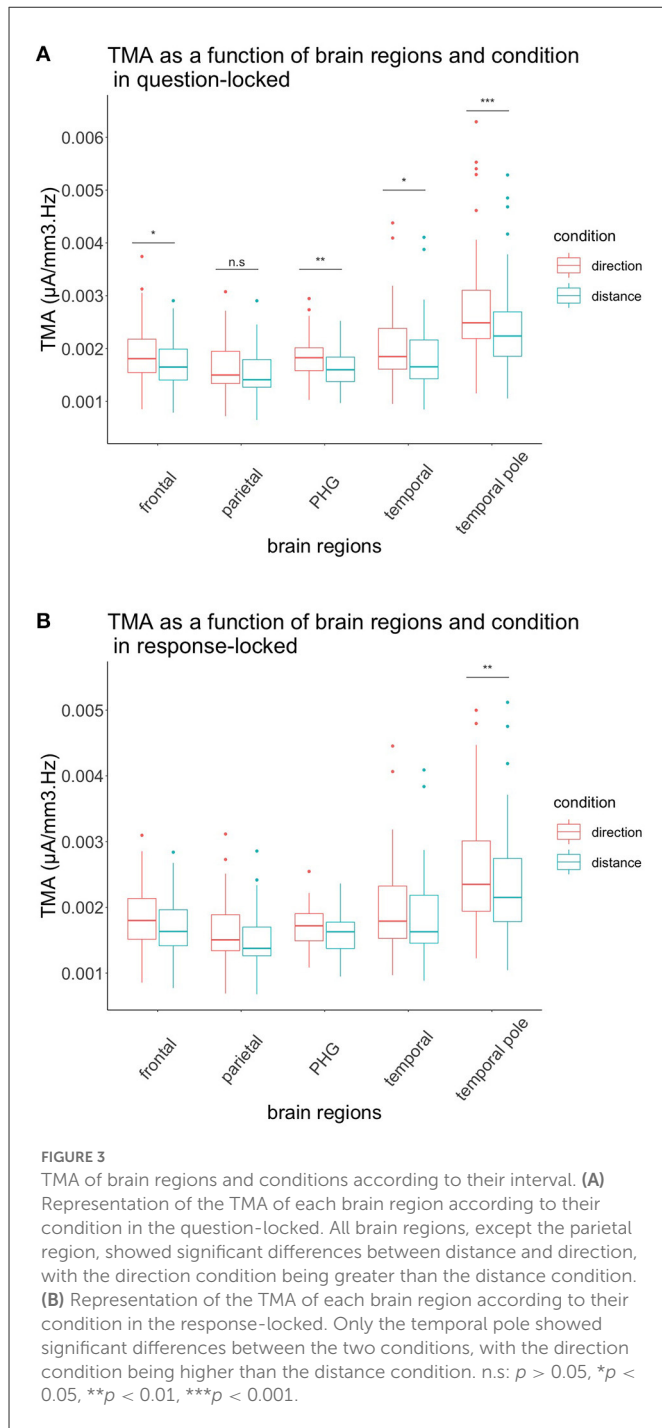 A
TMA as a function of brain regions and condition
in question-locked
TMA (μA/mm3.Hz)
0.006
0.005
0.004
0.003
0.002
0.001
*
n.s
**
*
***
frontal
parietal
PHG
temporal
temporal pole
brain regions
condition
direction
distance
B
TMA as a function of brain regions and condition
in response-locked
TMA (μA/mm3.Hz)
0.005
0.004
0.003
0.002
0.001
**
frontal
parietal
PHG
temporal
temporal pole
brain regions
condition
direction
distance
FIGURE 3
TMA of brain regions and conditions according to their interval. (A)
Representation of the TMA of each brain region according to their
condition in the question-locked. All brain regions, except the parietal
region, showed significant differences between distance and direction,
with the direction condition being greater than the distance condition.
(B) Representation of the TMA of each brain region according to their
condition in the response-locked. Only the temporal pole showed
significant differences between the two conditions, with the direction
condition being higher than the distance condition. n.s: p > 0.05, *p <
0.05, **p < 0.01, ***p < 0.001.